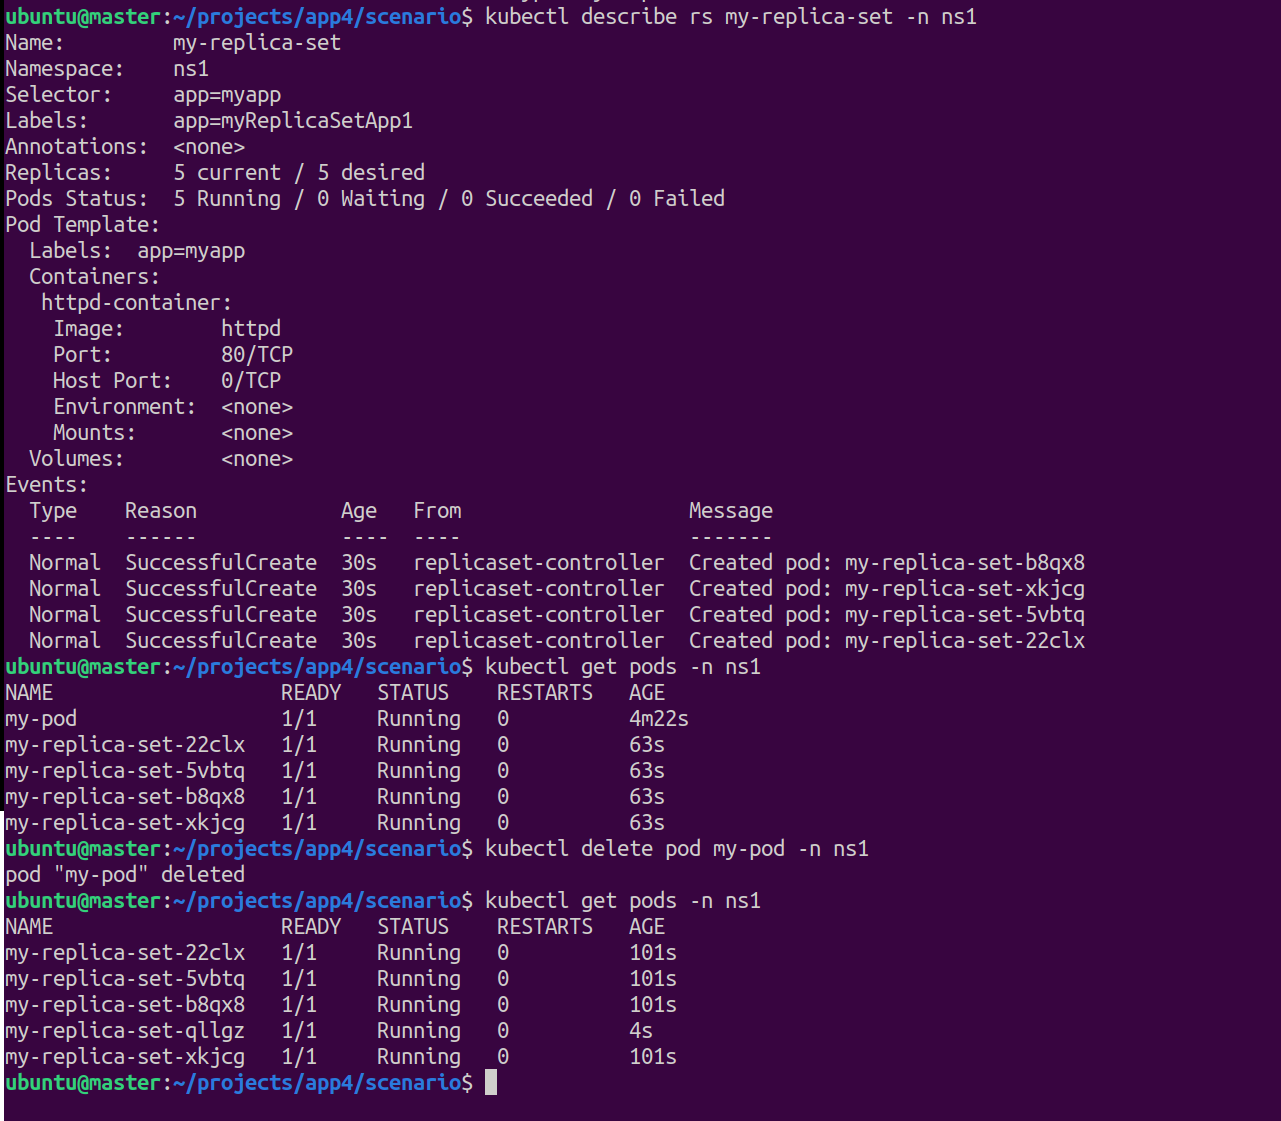 ubuntu@master:~/projects/app4/scenario$ kubectl describe rs my-replica-set -n ns1
Name:         my-replica-set
Namespace:    ns1
Selector:     app=myapp
Labels:       app=myReplicaSetApp1
Annotations:  <none>
Replicas:     5 current / 5 desired
Pods Status:  5 Running / 0 Waiting / 0 Succeeded / 0 Failed
Pod Template:
  Labels:  app=myapp
  Containers:
   httpd-container:
    Image:        httpd
    Port:         80/TCP
    Host Port:    0/TCP
    Environment:  <none>
    Mounts:       <none>
  Volumes:        <none>
Events:
  Type    Reason            Age   From                   Message
  ----    ------            ----  ----                   -------
  Normal  SuccessfulCreate  30s   replicaset-controller  Created pod: my-replica-set-b8qx8
  Normal  SuccessfulCreate  30s   replicaset-controller  Created pod: my-replica-set-xkjcg
  Normal  SuccessfulCreate  30s   replicaset-controller  Created pod: my-replica-set-5vbtq
  Normal  SuccessfulCreate  30s   replicaset-controller  Created pod: my-replica-set-22clx
ubuntu@master:~/projects/app4/scenario$ kubectl get pods -n ns1
NAME                   READY   STATUS    RESTARTS   AGE
my-pod                 1/1     Running   0          4m22s
my-replica-set-22clx   1/1     Running   0          63s
my-replica-set-5vbtq   1/1     Running   0          63s
my-replica-set-b8qx8   1/1     Running   0          63s
my-replica-set-xkjcg   1/1     Running   0          63s
ubuntu@master:~/projects/app4/scenario$ kubectl delete pod my-pod -n ns1
pod "my-pod" deleted
ubuntu@master:~/projects/app4/scenario$ kubectl get pods -n ns1
NAME                   READY   STATUS    RESTARTS   AGE
my-replica-set-22clx   1/1     Running   0          101s
my-replica-set-5vbtq   1/1     Running   0          101s
my-replica-set-b8qx8   1/1     Running   0          101s
my-replica-set-qllgz   1/1     Running   0          4s
my-replica-set-xkjcg   1/1     Running   0          101s
ubuntu@master:~/projects/app4/scenario$